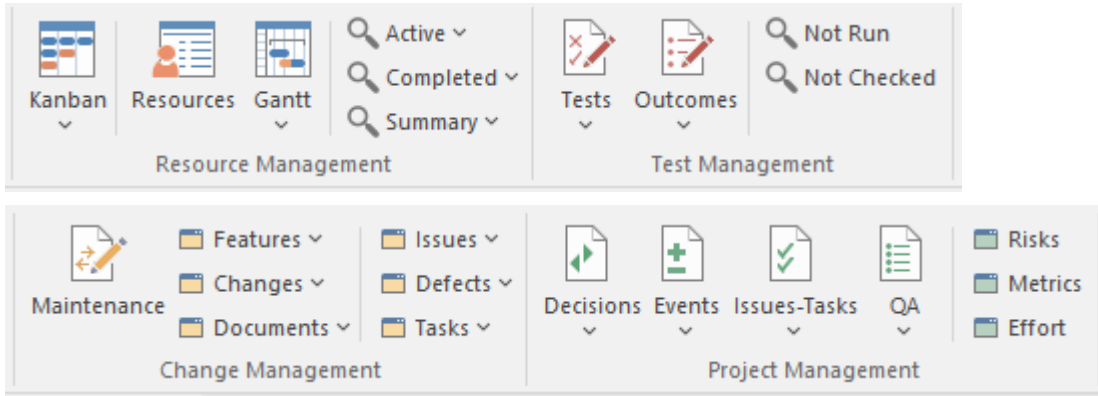 Kanban
Resources
Gantt
Active
Completed
Summary
Resource Management
Tests
Outcomes
Not Run
Not Checked
Test Management
Maintenance
Features
Changes
Documents
Issues
Defects
Tasks
Change Management
Decisions
Events
Issues-Tasks
QA
Risks
Metrics
Effort
Project Management